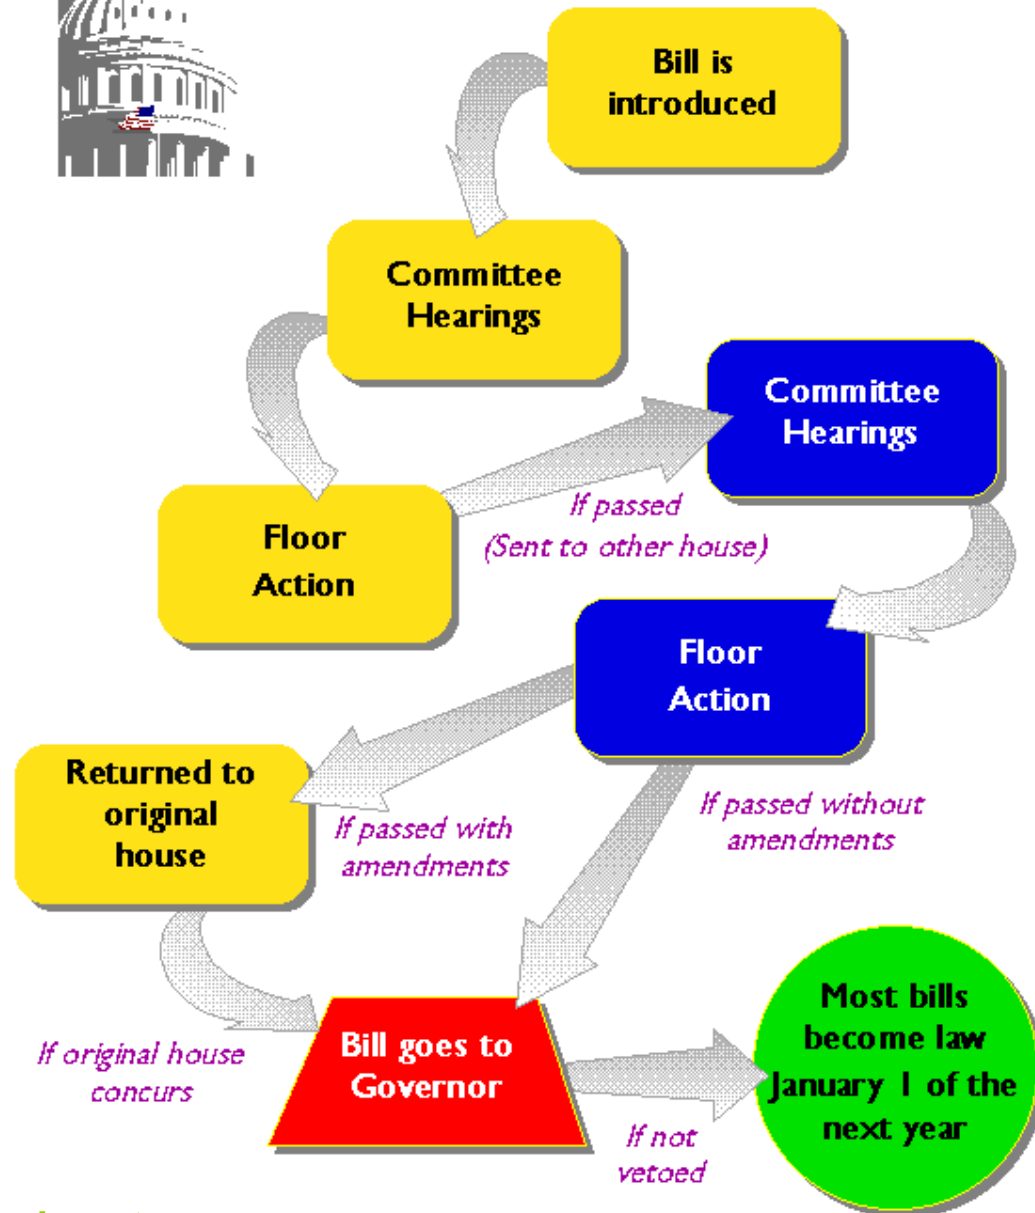 Bill is
introduced
Committee
Hearings
Committee
Hearings
If passed
(Sent to other house)
Floor
Action
Floor
Action
Returned to
original
house
If passed with
amendments
If passed without
amendments
If original house
concurs
Bill goes to
Governor
If not
vetoed
Most bills
become law
January 1 of the
next year